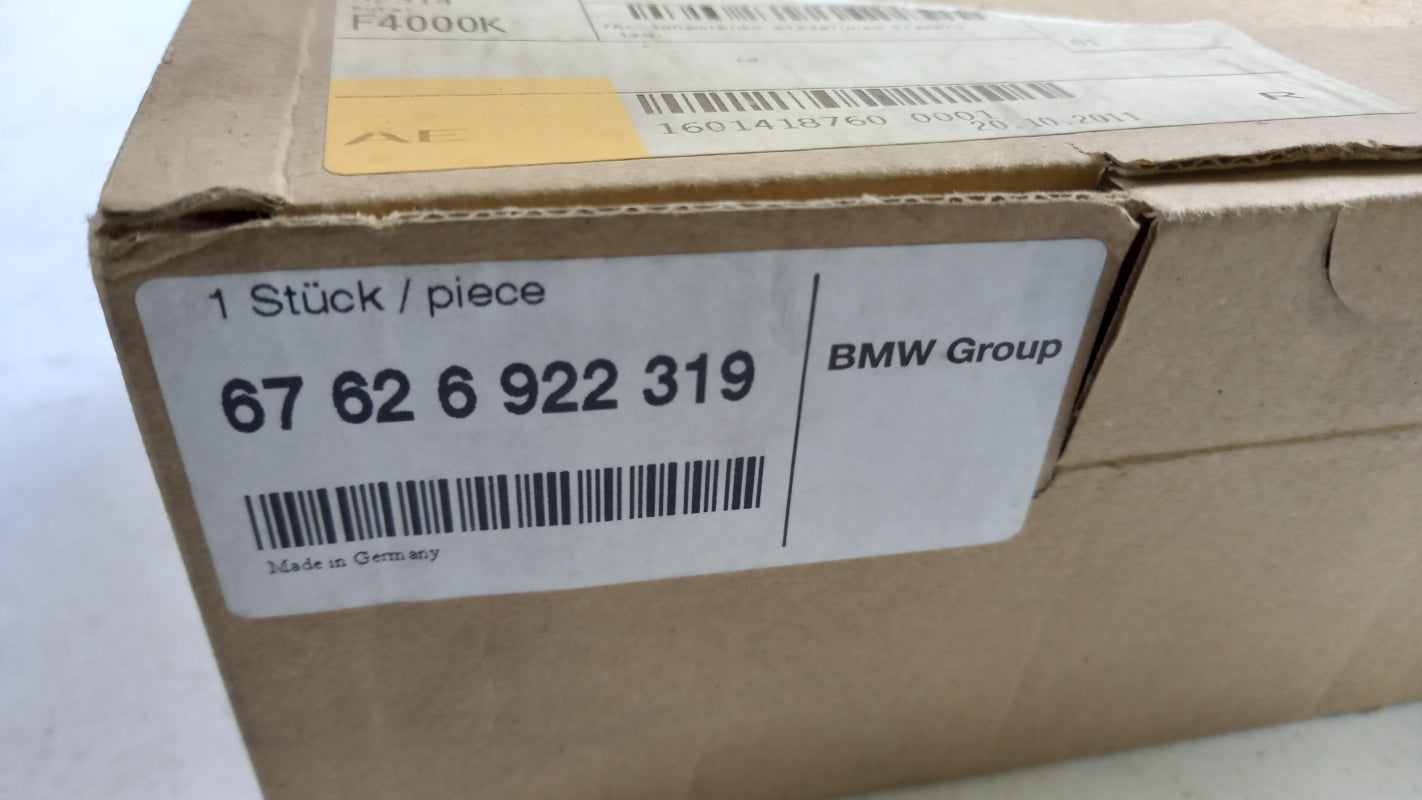 F4000K
AE
1601418760 0001
20.10.2011
R
1 Stück / piece
67 62 6 922 319
BMW Group
Made in Germany